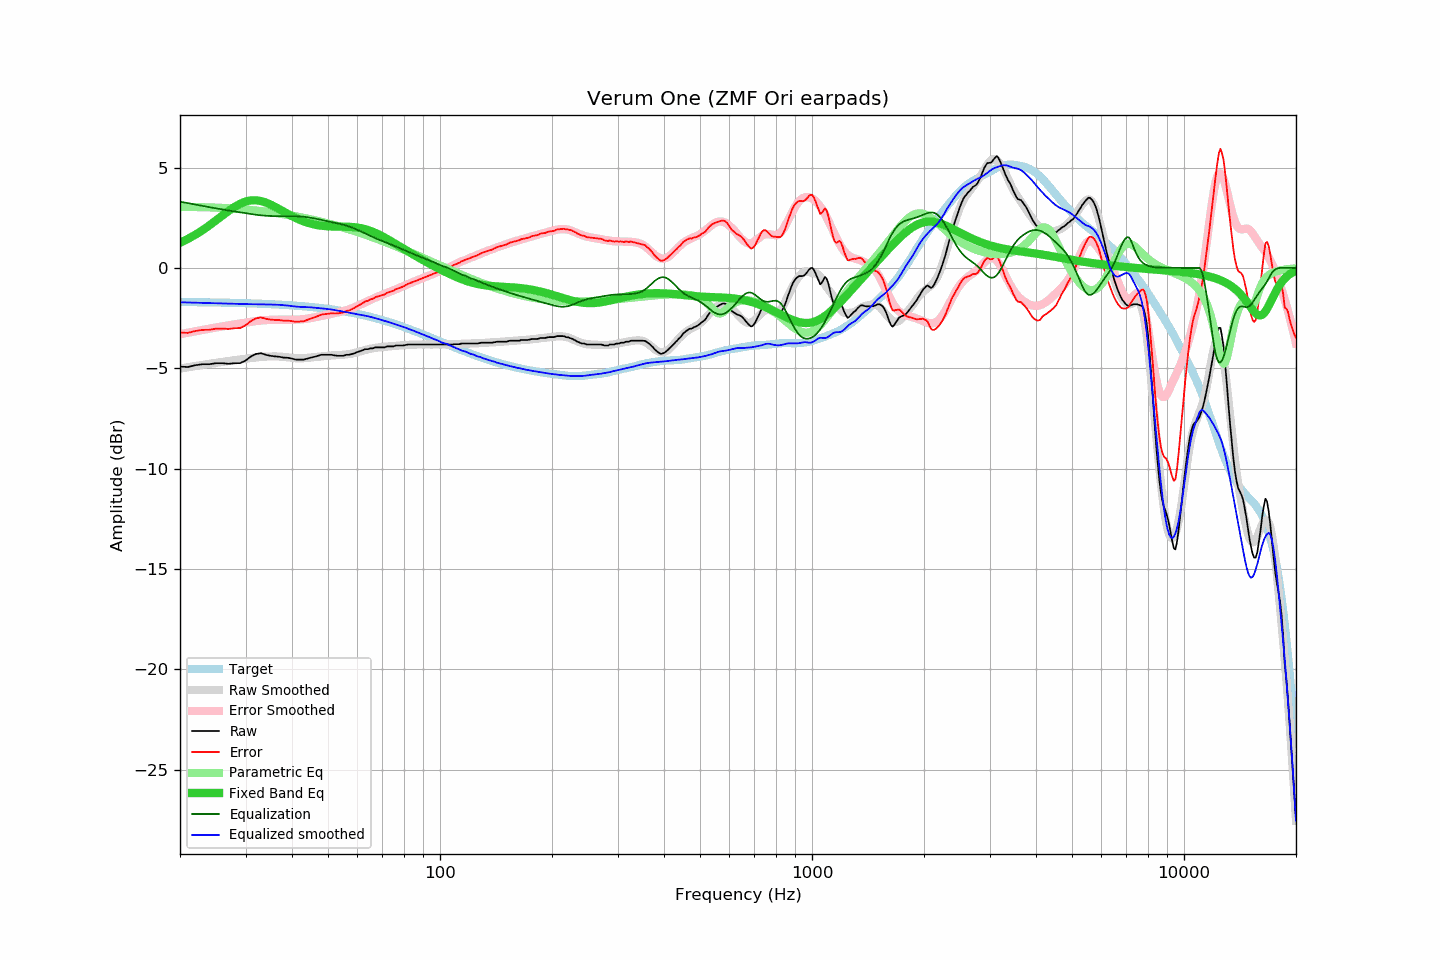 Verum One (ZMF Ori earpads)
5
0
−5
−10
−15
−20
−25
Amplitude (dBr)
Target
Raw Smoothed
Error Smoothed
Raw
Error
Parametric Eq
Fixed Band Eq
Equalization
Equalized smoothed
100
1000
10000
Frequency (Hz)